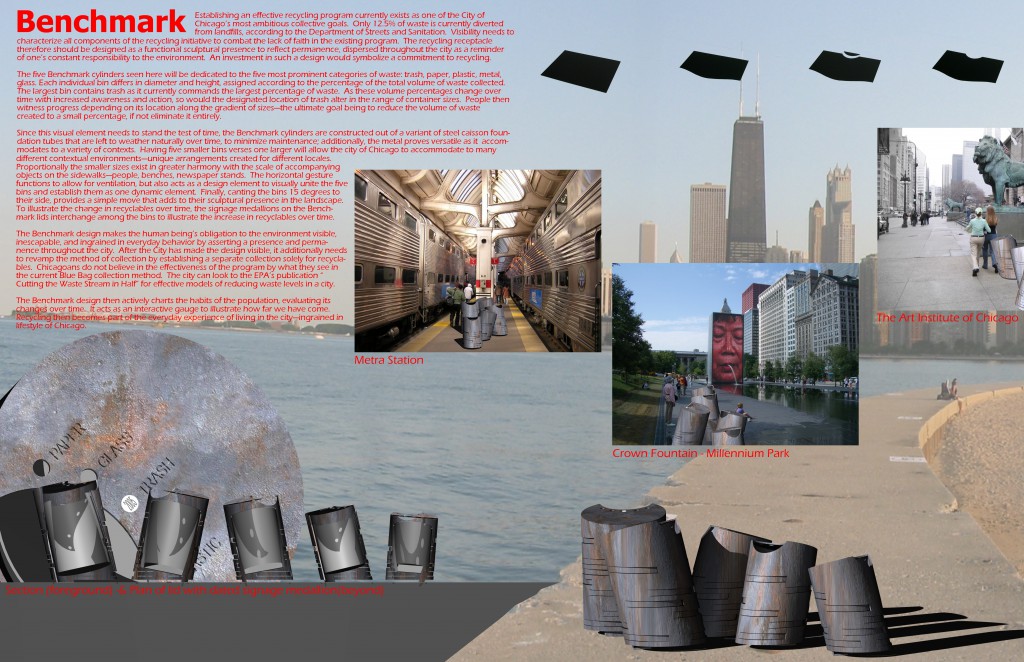 Benchmark
Establishing an effective recycling program currently exists as one of the City of
Chicago's most ambitious collective goals.  Only 12.5% of waste is currently diverted
from landfills, according to the Department of Streets and Sanitation.  Visibility needs to
characterize all components of the recycling initiative to combat the lack of faith in the existing program.  The recycling receptacle
therefore should be designed as a functional sculptural presence to reflect permanence, dispersed throughout the city as a reminder
of one's constant responsibility to the environment.  An investment in such a design would symbolize a commitment to recycling.
The five Benchmark cylinders seen here will be dedicated to the five most prominent categories of waste: trash, paper, plastic, metal,
glass. Each individual bin differs in diameter and height, assigned according to the percentage of the total volume of waste collected.
The largest bin contains trash as it currently commands the largest percentage of waste.  As these volume percentages change over
time with increased awareness and action, so would the designated location of trash alter in the range of container sizes.  People then
witness progress depending on its location along the gradient of sizes—the ultimate goal being to reduce the volume of waste
created to a small percentage, if not eliminate it entirely.
Since this visual element needs to stand the test of time, the Benchmark cylinders are constructed out of a variant of steel caisson foun-
dation tubes that are left to weather naturally over time, to minimize maintenance; additionally, the metal proves versatile as it  accom-
modates to a variety of contexts.  Having five smaller bins verses one larger will allow the city of Chicago to accommodate to many
different contextual environments—unique arrangements created for different locales.
Proportionally the smaller sizes exist in greater harmony with the scale of accompanying
objects on the sidewalks—people, benches, newspaper stands.  The horizontal gesture
functions to allow for ventilation, but also acts as a design element to visually unite the five
bins and establish them as one dynamic element.  Finally, canting the bins 15 degrees to
their side, provides a simple move that adds to their sculptural presence in the landscape.
To illustrate the change in recyclables over time, the signage medallions on the Bench-
mark lids interchange among the bins to illustrate the increase in recyclables over time.
The Benchmark design makes the human being's obligation to the environment visible,
inescapable, and ingrained in everyday behavior by asserting a presence and perma-
nence throughout the city.  After the City has made the design visible, it additionally needs
to revamp the method of collection by establishing a separate collection solely for recycla-
bles.  Chicagoans do not believe in the effectiveness of the program by what they see in
the current Blue Bag collection method.  The city can look to the EPA's publication "
Cutting the Waste Stream in Half" for effective models of reducing waste levels in a city.
The Benchmark design then actively charts the habits of the population, evaluating its
changes over time.  It acts as an interactive gauge to illustrate how far we have come.
Recycling then becomes part of the everyday experience of living in the city—ingrained in
lifestyle of Chicago.
Metra Station
The Art Institute of Chicago
Crown Fountain - Millennium Park
PAPER
GLASS
TRASH